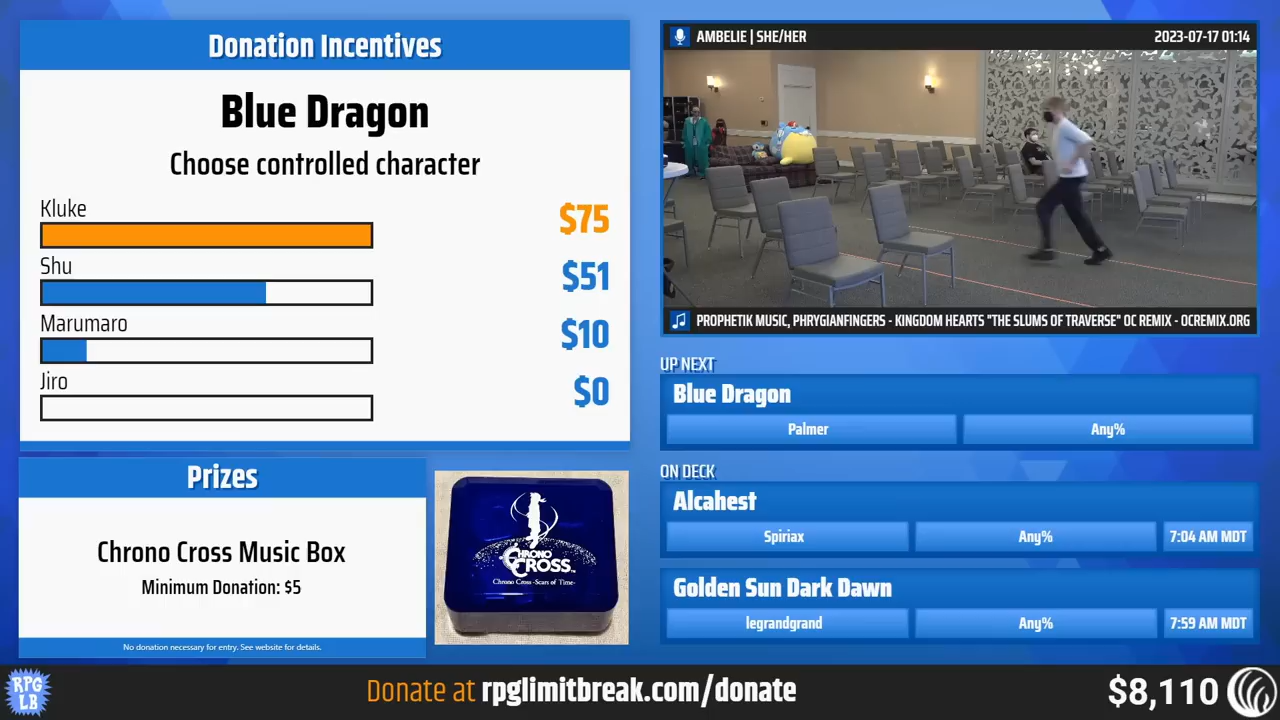 Donation Incentives
Blue Dragon
Choose controlled character
Kluke
$75
Shu
$51
Marumaro
$10
Jiro
$0
Prizes
Chrono Cross Music Box
Minimum Donation: $5
No donation necessary for entry. See website for details.
CHRONO
CROSS
Chrono Cross -Scars of Time-
AMBELIE | SHE/HER
2023-07-17 01:14
PROPHETIK MUSIC, PHRYGIANFINGERS - KINGDOM HEARTS "THE SLUMS OF TRAVERSE" OC REMIX - OCREMIX.ORG
UP NEXT
Blue Dragon
Palmer
Any%
ON DECK
Alcahest
Spiriax
Any%
7:04 AM MDT
Golden Sun Dark Dawn
legrandgrand
Any%
7:59 AM MDT
RPG
LB
Donate at rpglimitbreak.com/donate
$8,110